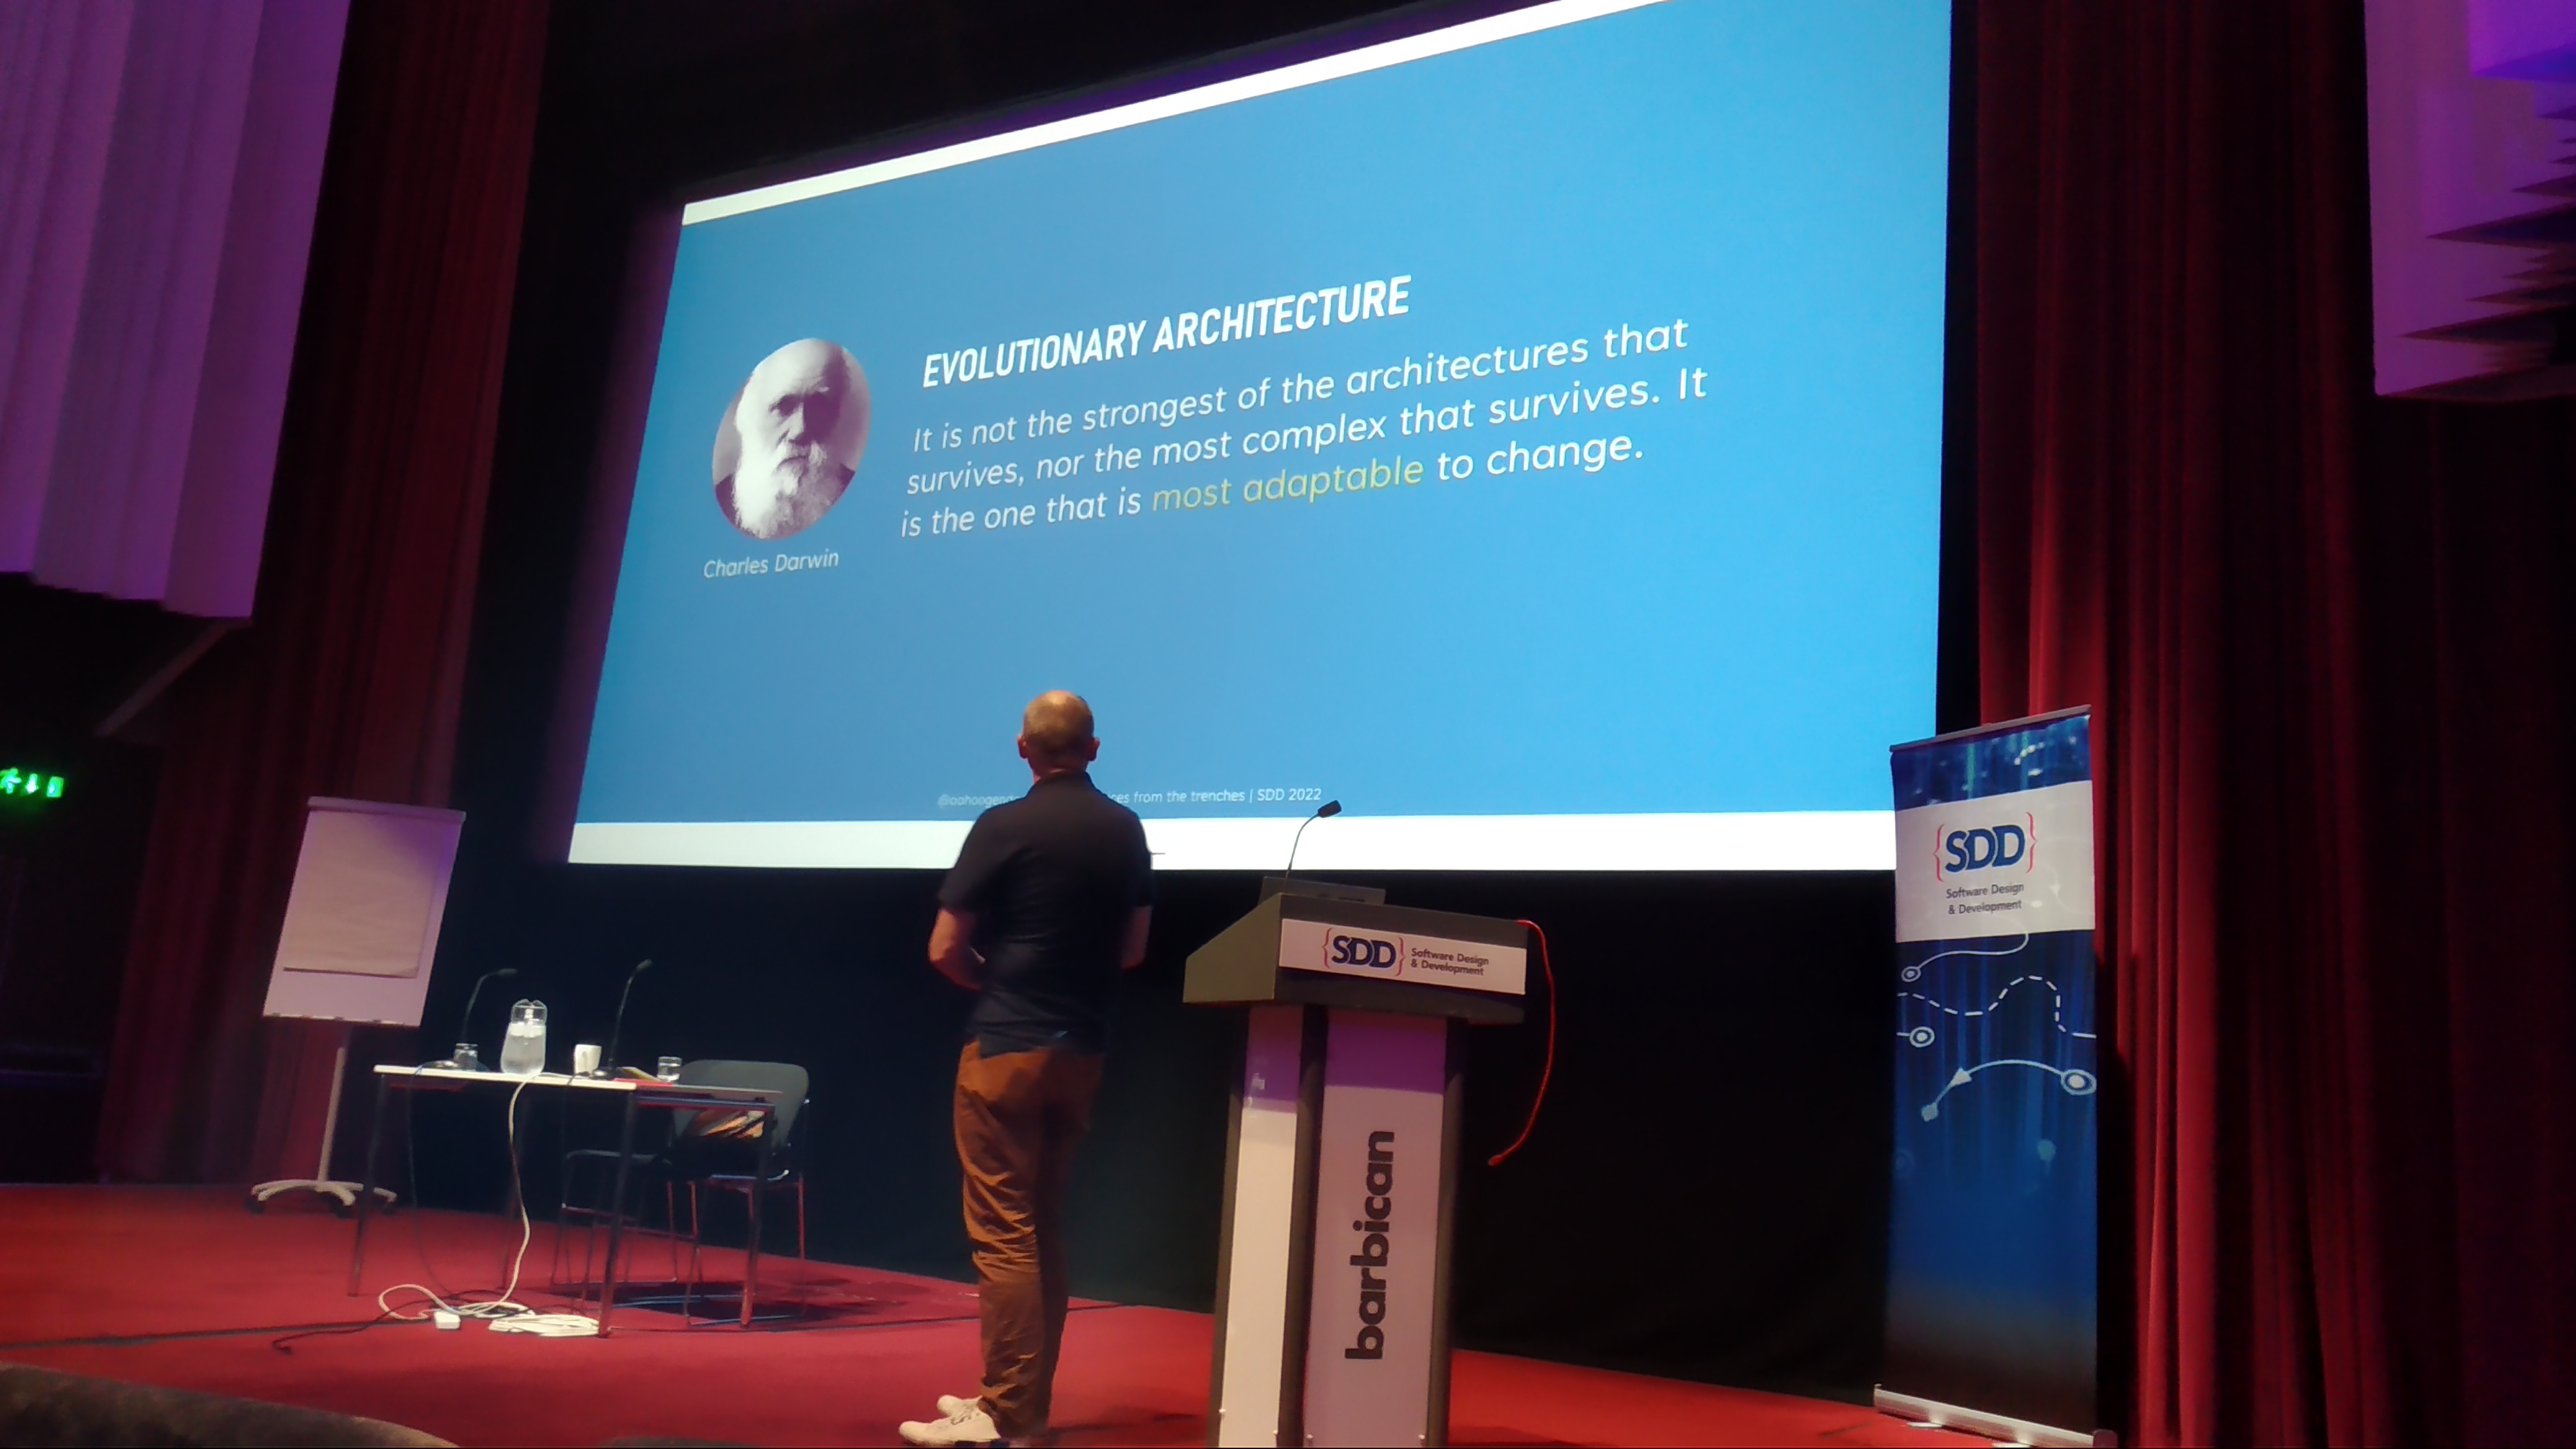 EVOLUTIONARY ARCHITECTURE
It is not the strongest of the architectures that
survives, nor the most complex that survives. It
is the one that is most adaptable to change.
Charles Darwin
from the trenches | SDD 2022
{SDD}
Software Design
& Development
{SDD}
Software Design
& Development
barbican